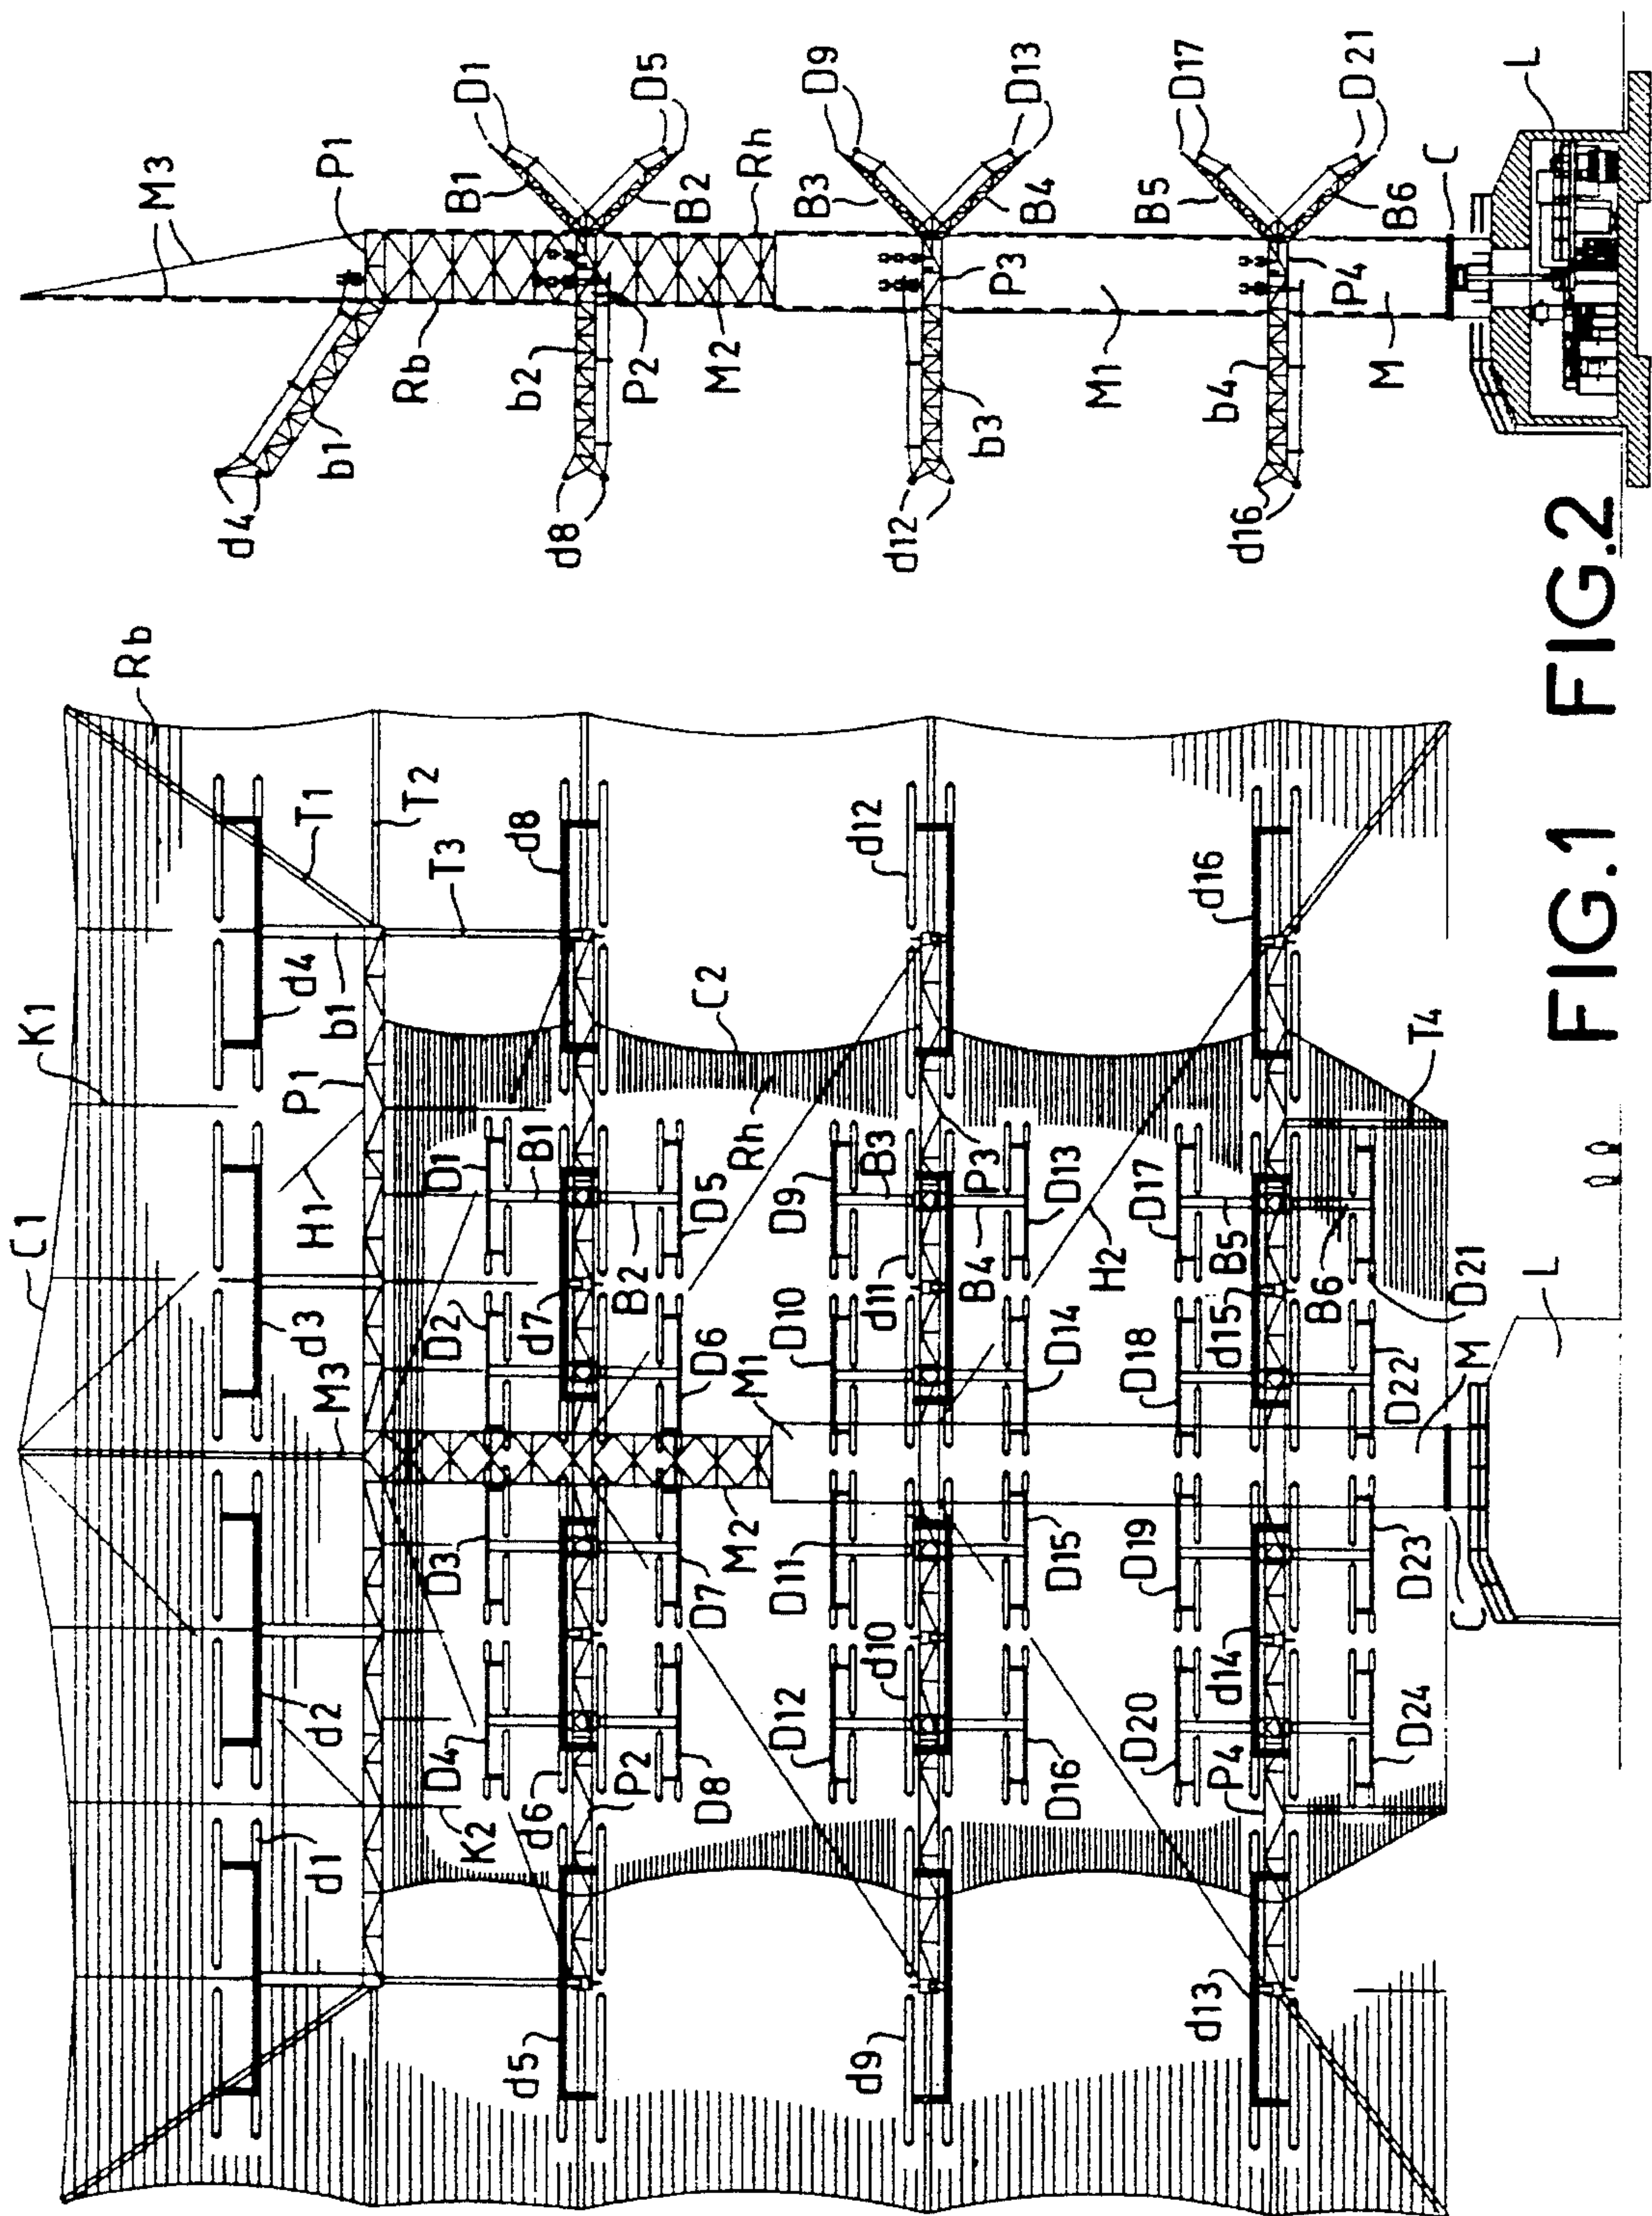 C1
K1
Rb
d1
d2
M3
d3
H1
P1
b1
d4
T1
T2
K2
D4
D3
D2
D1
T3
d5
d6
d7
B1
d8
P2
B2
D8
D7
M2
D6
M1
D5
Rh
C2
D12
D11
D10
D9
d9
d10
d11
B3
d12
P3
B4
D16
D15
D14
D13
H2
D20
D19
D18
D17
d13
P4
d14
d15
B5
d16
B6
D24
D23
D22
D21
T4
C
M
L
FIG.1
M3
P1
d4
b1
Rb
B1
D1
d8
b2
P2
B2
D5
M2
Rh
B3
D9
d12
b3
P3
B4
D13
M1
B5
D17
d16
b4
P4
B6
D21
M
C
L
FIG.2